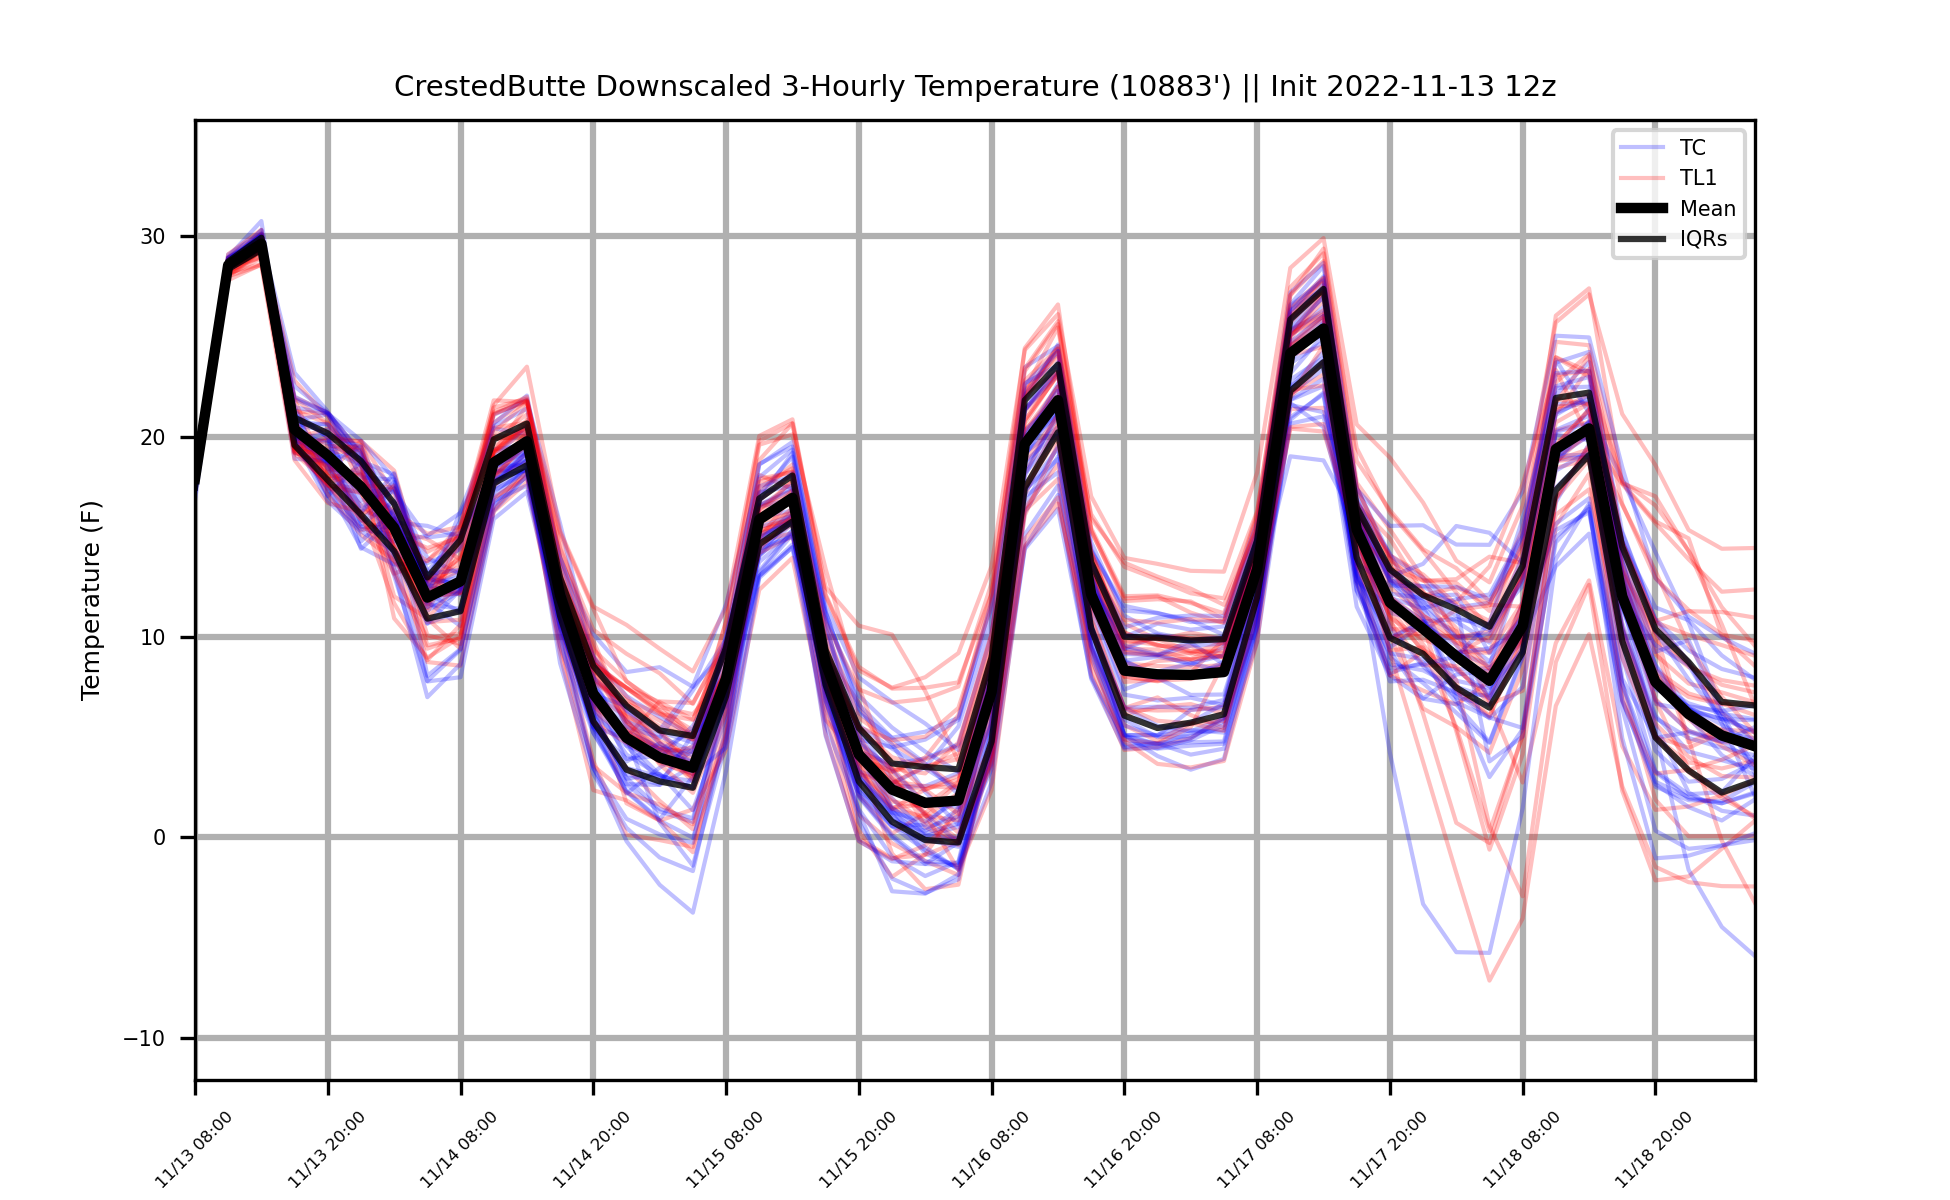 CrestedButte Downscaled 3-Hourly Temperature (10883') || Init 2022-11-13 12z
TC
TL1
Mean
IQRs
Temperature (F)
30
20
10
0
−10
11/13 08:00
11/13 20:00
11/14 08:00
11/14 20:00
11/15 08:00
11/15 20:00
11/16 08:00
11/16 20:00
11/17 08:00
11/17 20:00
11/18 08:00
11/18 20:00